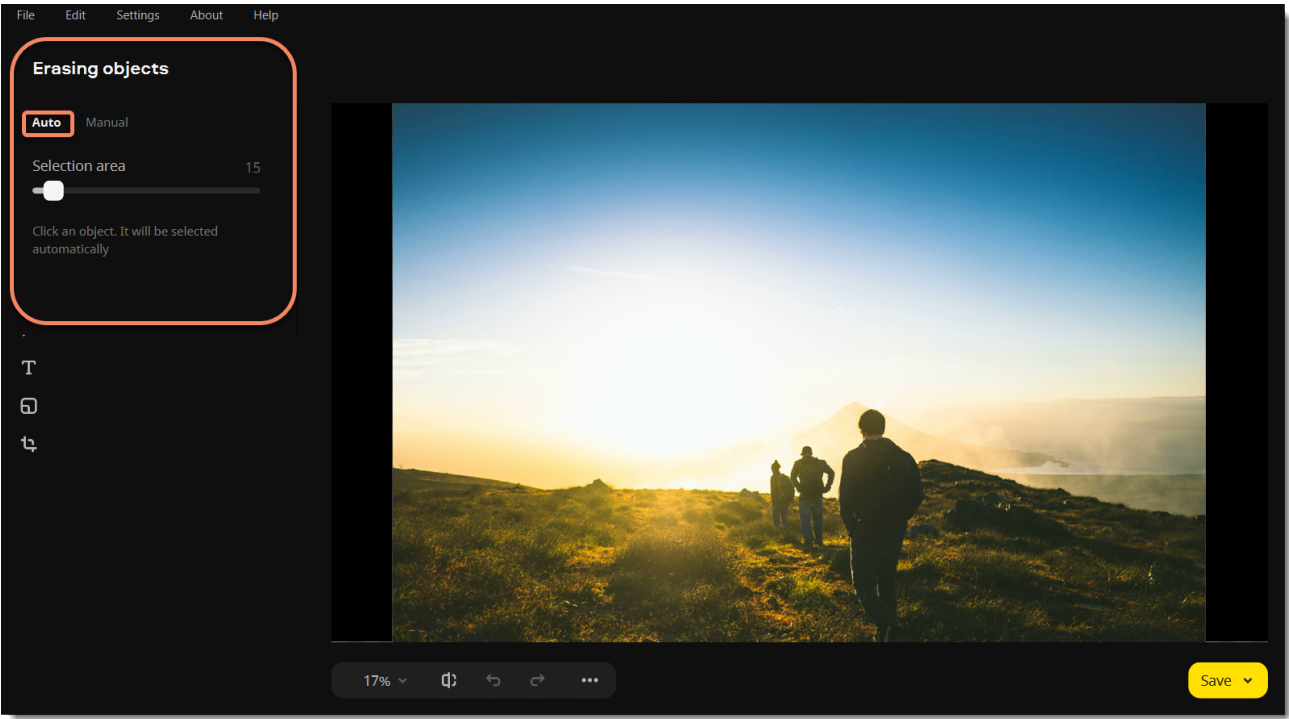 File Edit Settings About Help
Erasing objects
Auto Manual
Selection area 15
Click an object. It will be selected
automatically
T
17%
Save